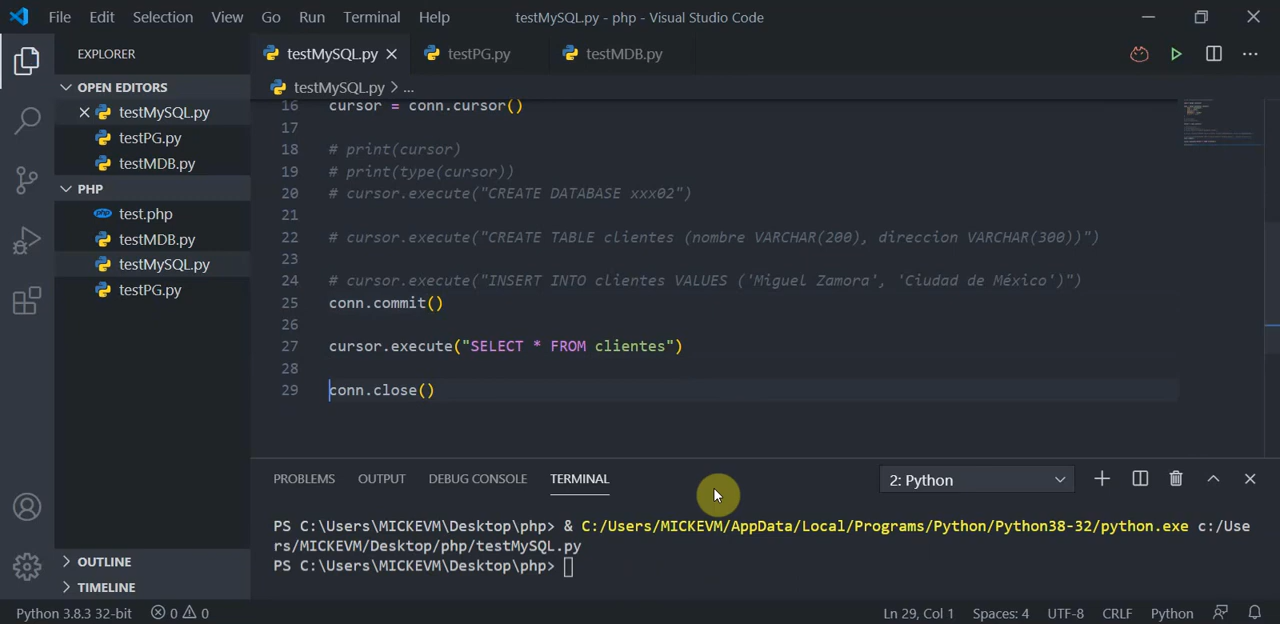 File Edit Selection View Go Run Terminal Help testMySQL.py - php - Visual Studio Code
EXPLORER
OPEN EDITORS
testMySQL.py
testPG.py
testMDB.py
PHP
test.php
testMDB.py
testMySQL.py
testPG.py
OUTLINE
TIMELINE
testMySQL.py testPG.py testMDB.py
testMySQL.py > ...
16 cursor = conn.cursor()
17
18 # print(cursor)
19 # print(type(cursor))
20 # cursor.execute("CREATE DATABASE xxx02")
21
22 # cursor.execute("CREATE TABLE clientes (nombre VARCHAR(200), direccion VARCHAR(300))")
23
24 # cursor.execute("INSERT INTO clientes VALUES ('Miguel Zamora', 'Ciudad de México')")
25 conn.commit()
26
27 cursor.execute("SELECT * FROM clientes")
28
29 conn.close()
PROBLEMS OUTPUT DEBUG CONSOLE TERMINAL 2: Python
PS C:\Users\MICKEVM\Desktop\php> & C:/Users/MICKEVM/AppData/Local/Programs/Python/Python38-32/python.exe c:/Use
rs/MICKEVM/Desktop/php/testMySQL.py
PS C:\Users\MICKEVM\Desktop\php>
Python 3.8.3 32-bit 0 0 Ln 29, Col 1 Spaces: 4 UTF-8 CRLF Python